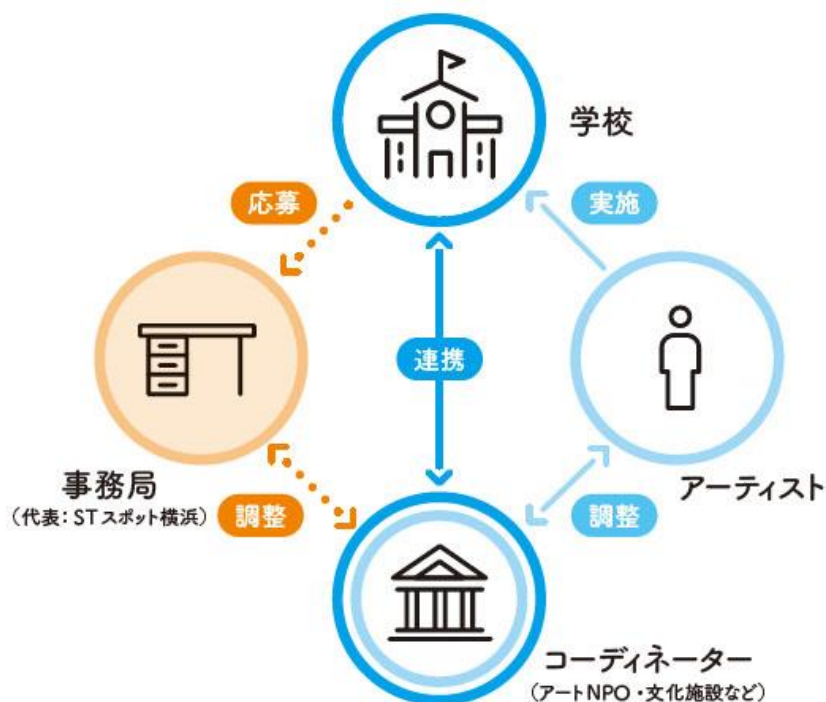 学校
応募
実施
連携
事務局
(代表:STスポット横浜)
調整
アーティスト
調整
コーディネーター
(アートNPO・文化施設など)